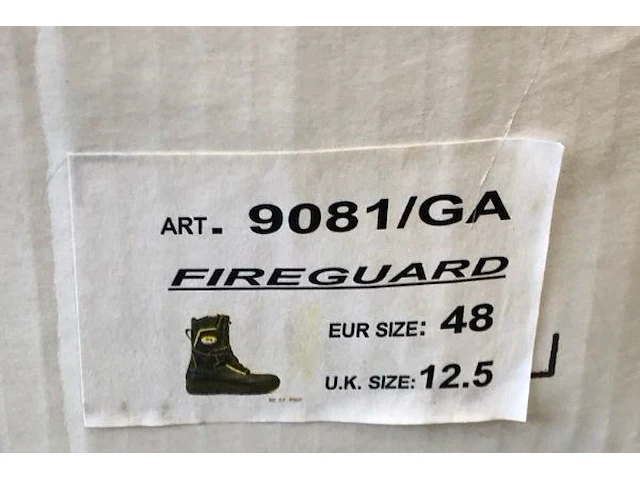 ART. 9081/GA
FIREGUARD
EUR SIZE: 48
U.K. SIZE: 12.5